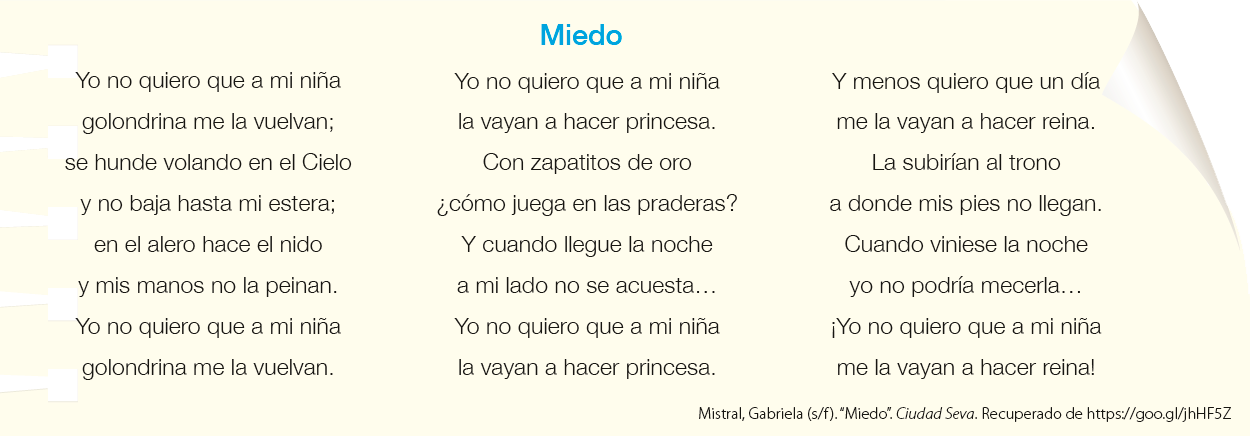 Miedo
Yo no quiero que a mi niña
golondrina me la vuelvan;
se hunde volando en el Cielo
y no baja hasta mi estera;
en el alero hace el nido
y mis manos no la peinan.
Yo no quiero que a mi niña
golondrina me la vuelvan.
Yo no quiero que a mi niña
la vayan a hacer princesa.
Con zapatitos de oro
¿cómo juega en las praderas?
Y cuando llegue la noche
a mi lado no se acuesta…
Yo no quiero que a mi niña
la vayan a hacer princesa.
Y menos quiero que un día
me la vayan a hacer reina.
La subirían al trono
a donde mis pies no llegan.
Cuando viniese la noche
yo no podría mecerla…
¡Yo no quiero que a mi niña
me la vayan a hacer reina!
Mistral, Gabriela (s/f). “Miedo”. Ciudad Seva. Recuperado de https://goo.gl/jhHF5Z